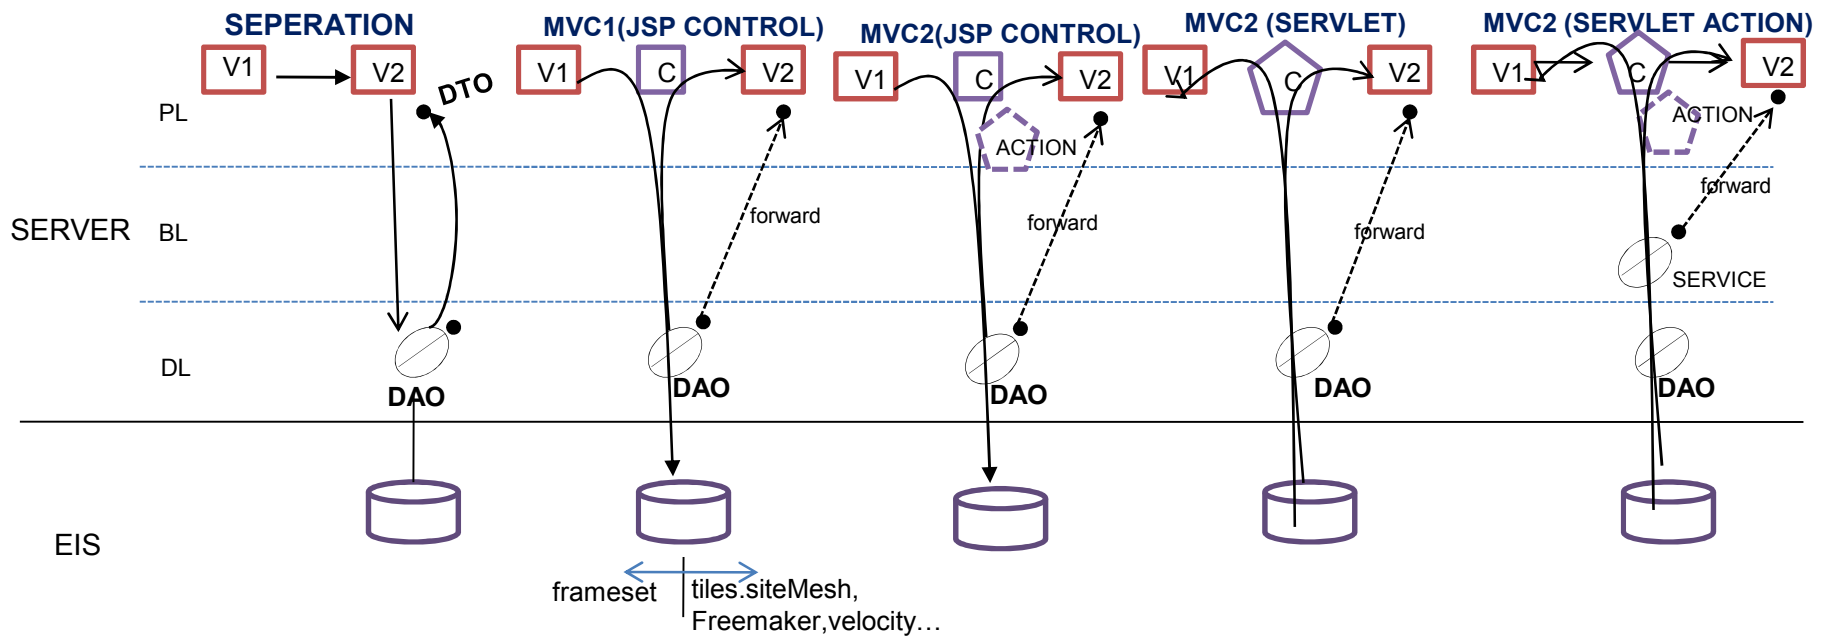 SEPERATION
MVC1(JSP CONTROL)
MVC2(JSP CONTROL)
MVC2 (SERVLET)
MVC2 (SERVLET ACTION)
V1
V2
V1
C
V2
V1
C
V2
V1
C
V2
V1
C
V2
PL
DTO
ACTION
ACTION
SERVER
BL
forward
forward
forward
forward
SERVICE
DL
DAO
DAO
DAO
DAO
DAO
EIS
frameset
tiles.siteMesh,
Freemaker,velocity…